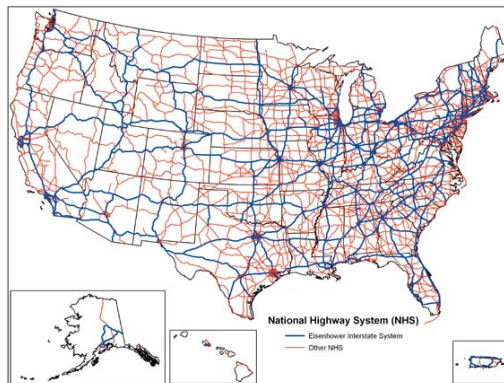 National Highway System (NHS)
Eisenhower Interstate System
Other NHS